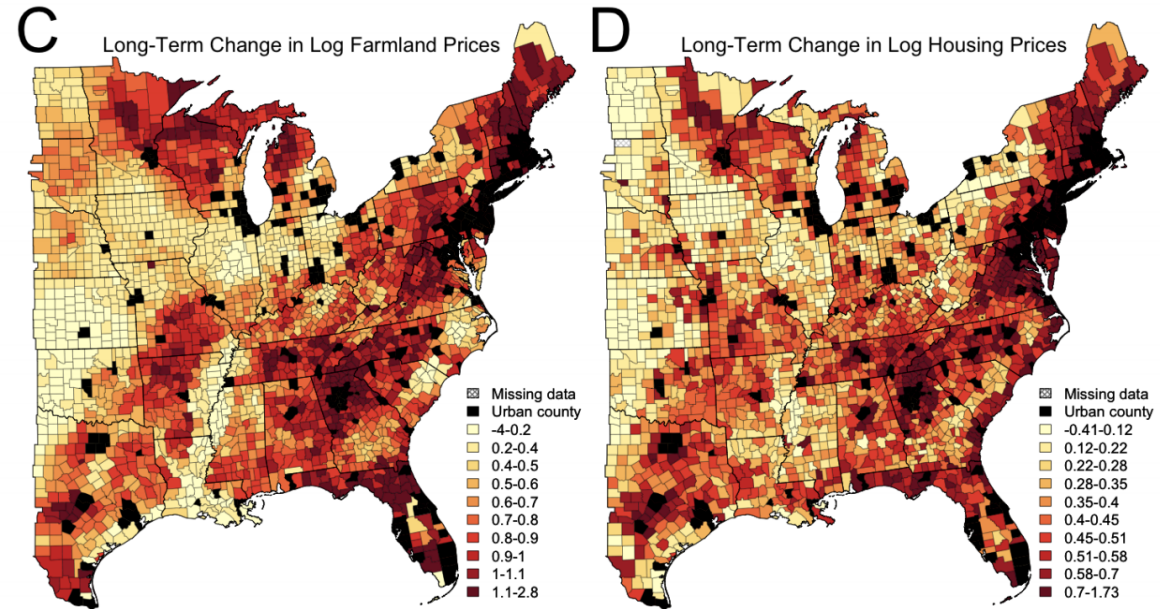 C
Long-Term Change in Log Farmland Prices
Missing data
Urban county
-4-0.2
0.2-0.4
0.4-0.5
0.5-0.6
0.6-0.7
0.7-0.8
0.8-0.9
0.9-1
1-1.1
1.1-2.8
D
Long-Term Change in Log Housing Prices
Missing data
Urban county
-0.41-0.12
0.12-0.22
0.22-0.28
0.28-0.35
0.35-0.4
0.4-0.45
0.45-0.51
0.51-0.58
0.58-0.7
0.7-1.73